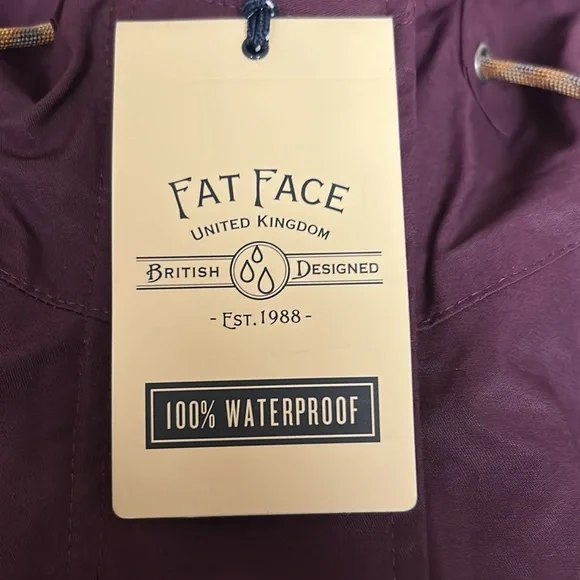 FAT FACE
UNITED KINGDOM
BRITISH DESIGNED
- EST. 1988 -
100% WATERPROOF